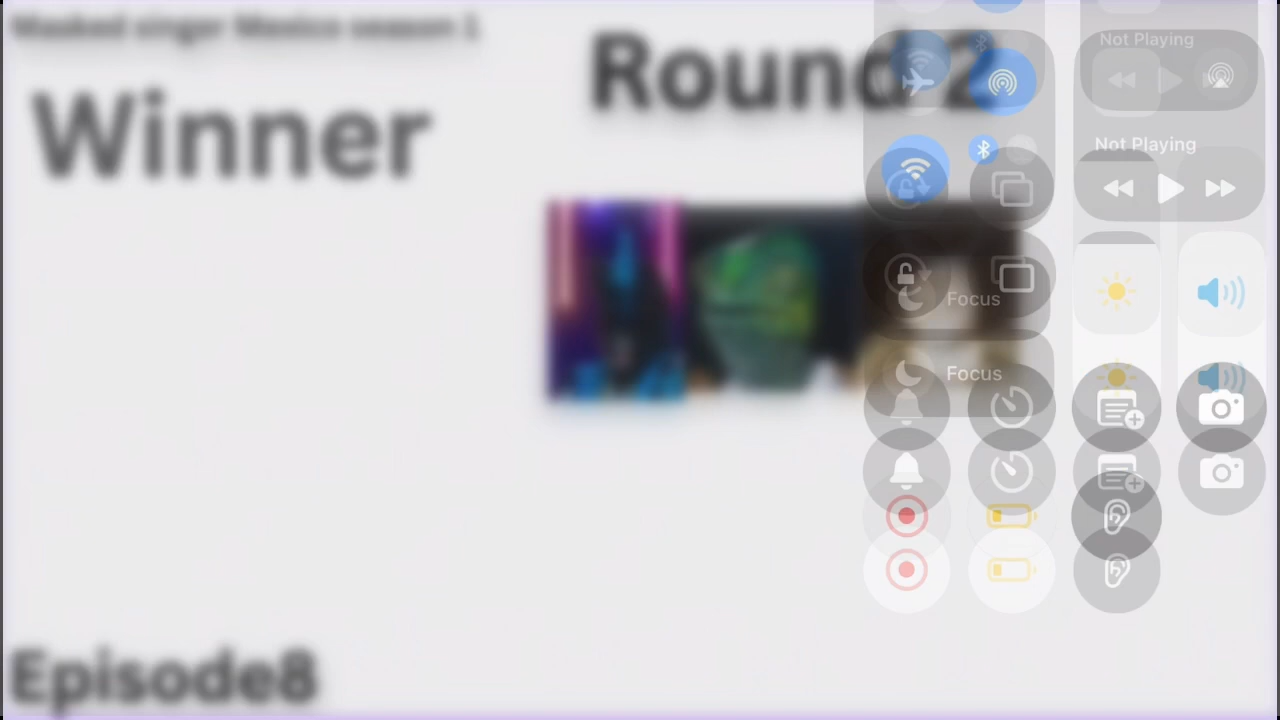 Masked singer Mexico season 1
Winner
Round 2
Not Playing
Not Playing
Focus
Focus
Episode8